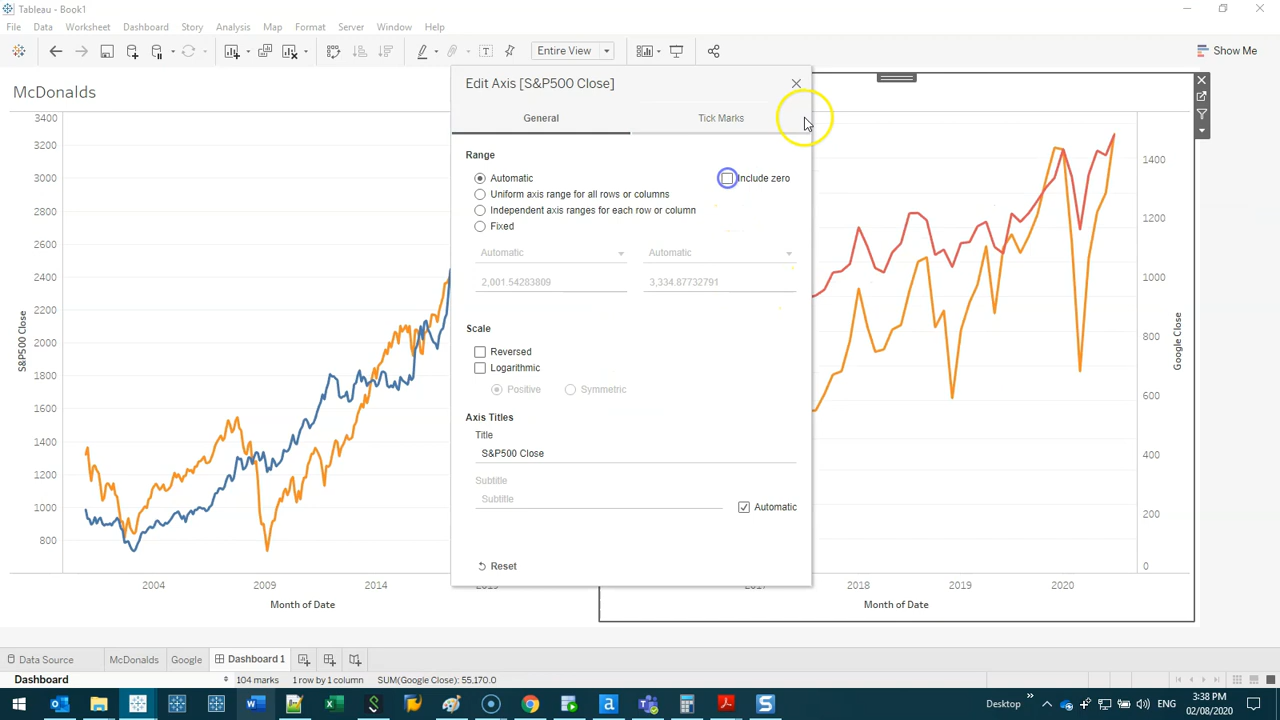 Tableau - Book1
File Data Worksheet Dashboard Story Analysis Map Format Server Window Help
Entire View
Show Me
McDonalds
Edit Axis [S&P500 Close]
General
Tick Marks
Range
Automatic
Include zero
Uniform axis range for all rows or columns
Independent axis ranges for each row or column
Fixed
Automatic
Automatic
2,001.54283809
3,334.87732791
Scale
Reversed
Logarithmic
Positive
Symmetric
Axis Titles
Title
S&P500 Close
Subtitle
Subtitle
Automatic
Reset
3400
3200
3000
2800
2600
2400
2200
2000
1800
1600
1400
1200
1000
800
S&P500 Close
2004 2009 2014 2019
Month of Date
1400
1200
1000
800
600
400
200
0
Google Close
2017 2018 2019 2020
Month of Date
Data Source McDonalds Google Dashboard 1
Dashboard 104 marks 1 row by 1 column SUM(Google Close): 55,170.0
Desktop
ENG
3:38 PM
02/08/2020